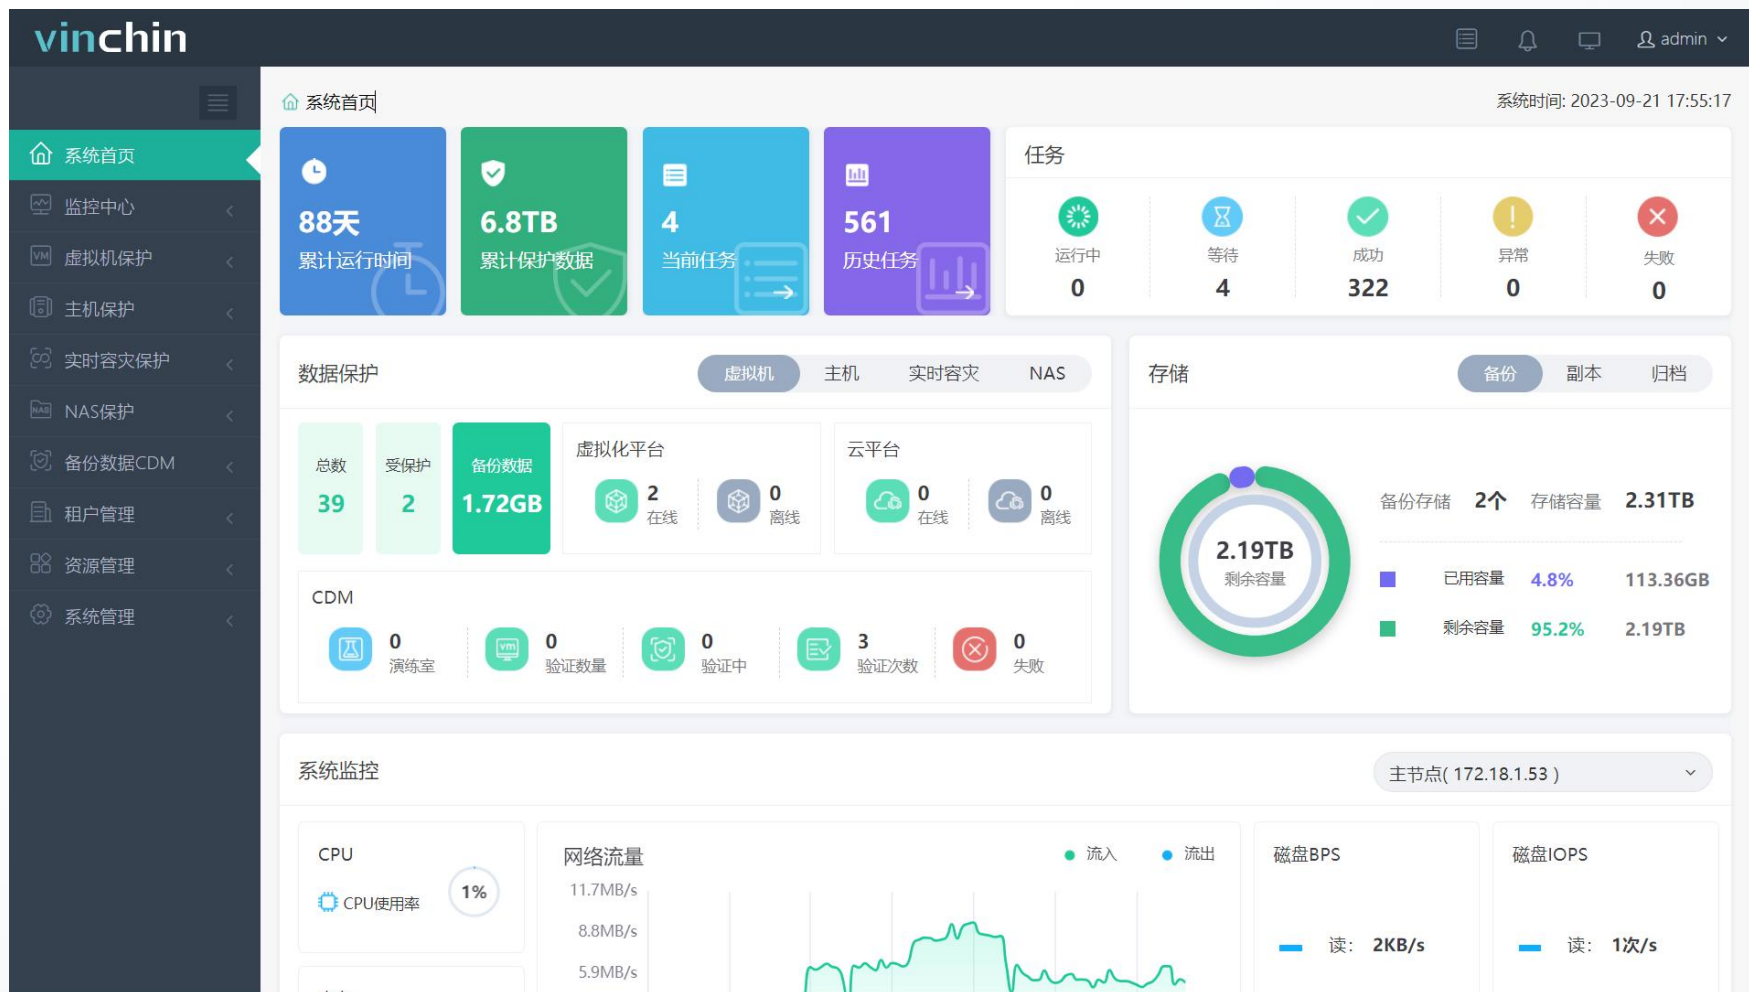 vinchin
admin
系统首页
系统时间: 2023-09-21 17:55:17
系统首页
监控中心
虚拟机保护
主机保护
实时容灾保护
NAS保护
备份数据CDM
租户管理
资源管理
系统管理
88天
累计运行时间
6.8TB
累计保护数据
4
当前任务
561
历史任务
任务
运行中
0
等待
4
成功
322
异常
0
失败
0
数据保护
虚拟机 主机 实时容灾 NAS
总数
39
受保护
2
备份数据
1.72GB
虚拟化平台
2
在线
0
离线
云平台
0
在线
0
离线
CDM
0
演练室
vm
0
验证数量
0
验证中
3
验证次数
0
失败
存储
备份 副本 归档
2.19TB
剩余容量
备份存储 2个 存储容量 2.31TB
已用容量 4.8% 113.36GB
剩余容量 95.2% 2.19TB
系统监控
主节点( 172.18.1.53 )
CPU
CPU使用率
1%
网络流量
流入 流出
11.7MB/s
8.8MB/s
5.9MB/s
磁盘BPS
读: 2KB/s
磁盘IOPS
读: 1次/s